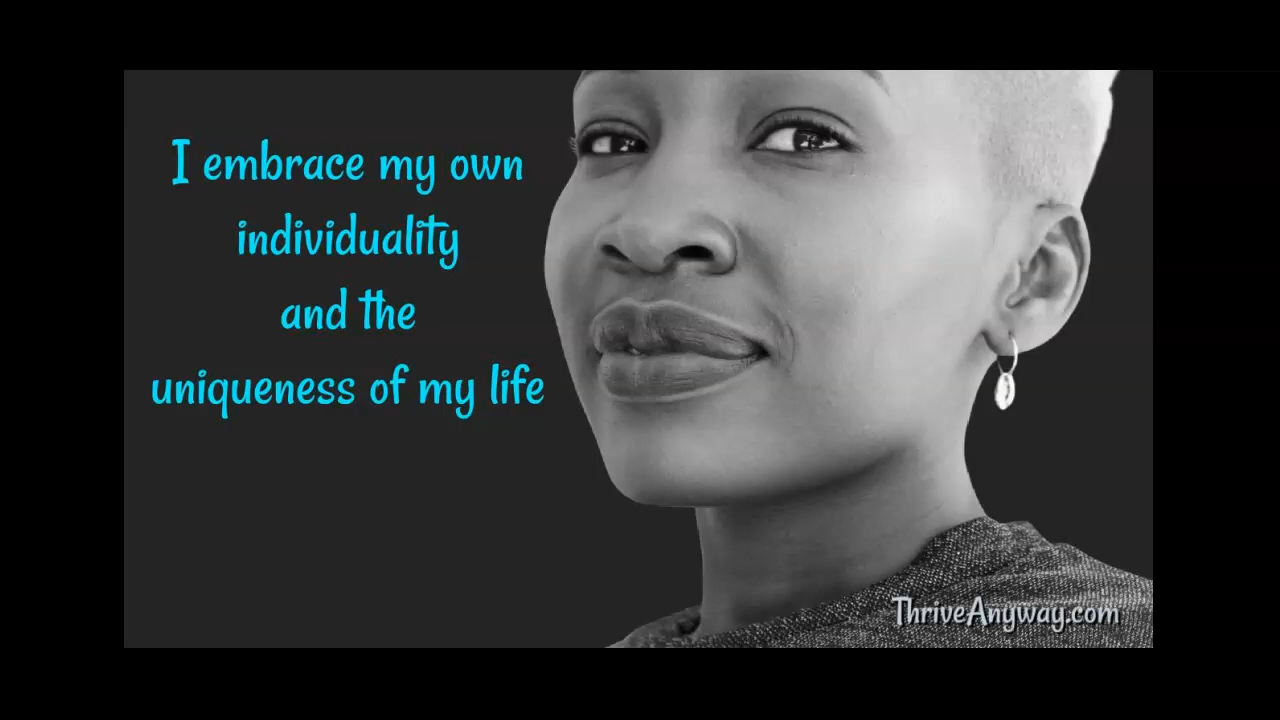 I embrace my own
individuality
and the
uniqueness of my life
ThriveAnyway.com